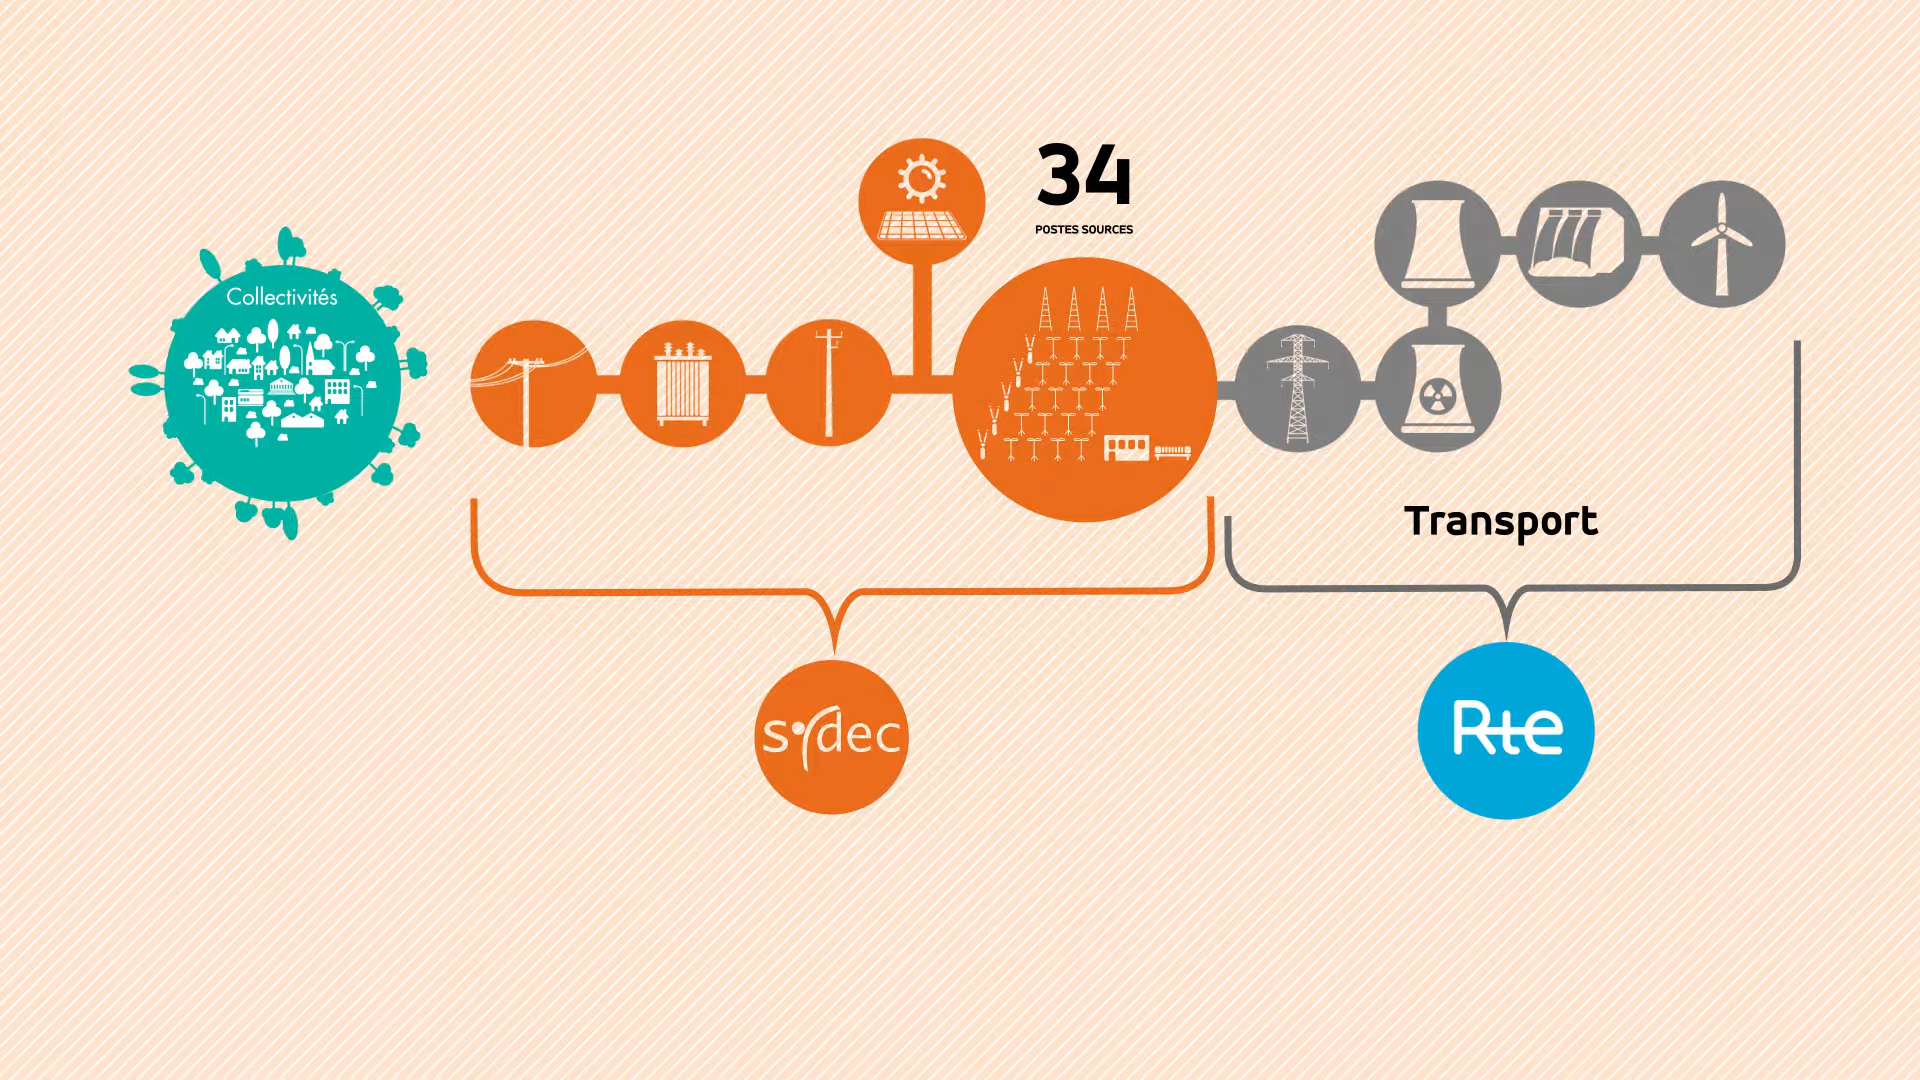 34
POSTES SOURCES
Collectivités
Transport
sydec
Rte